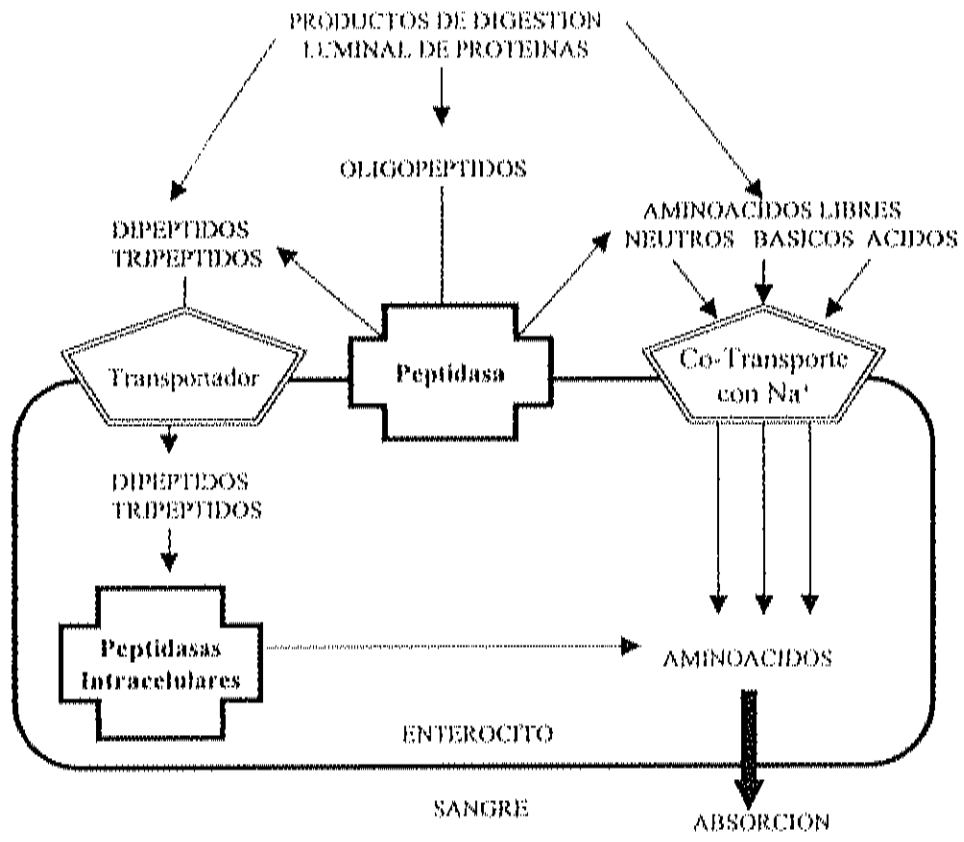 PRODUCTOS DE DIGESTION
LUMINAL DE PROTEINAS
OLIGOPEPTIDOS
DIPEPTIDOS
TRIPEPTIDOS
AMINOACIDOS LIBRES
NEUTROS BASICOS ACIDOS
Transportador
Peptidasa
Co-Transporte
con Na⁺
DIPEPTIDOS
TRIPEPTIDOS
Peptidasas
Intracelulares
AMINOACIDOS
ENTEROCITO
SANGRE
ABSORCION